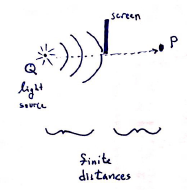 screen
P
Q
light
source
finite
distances